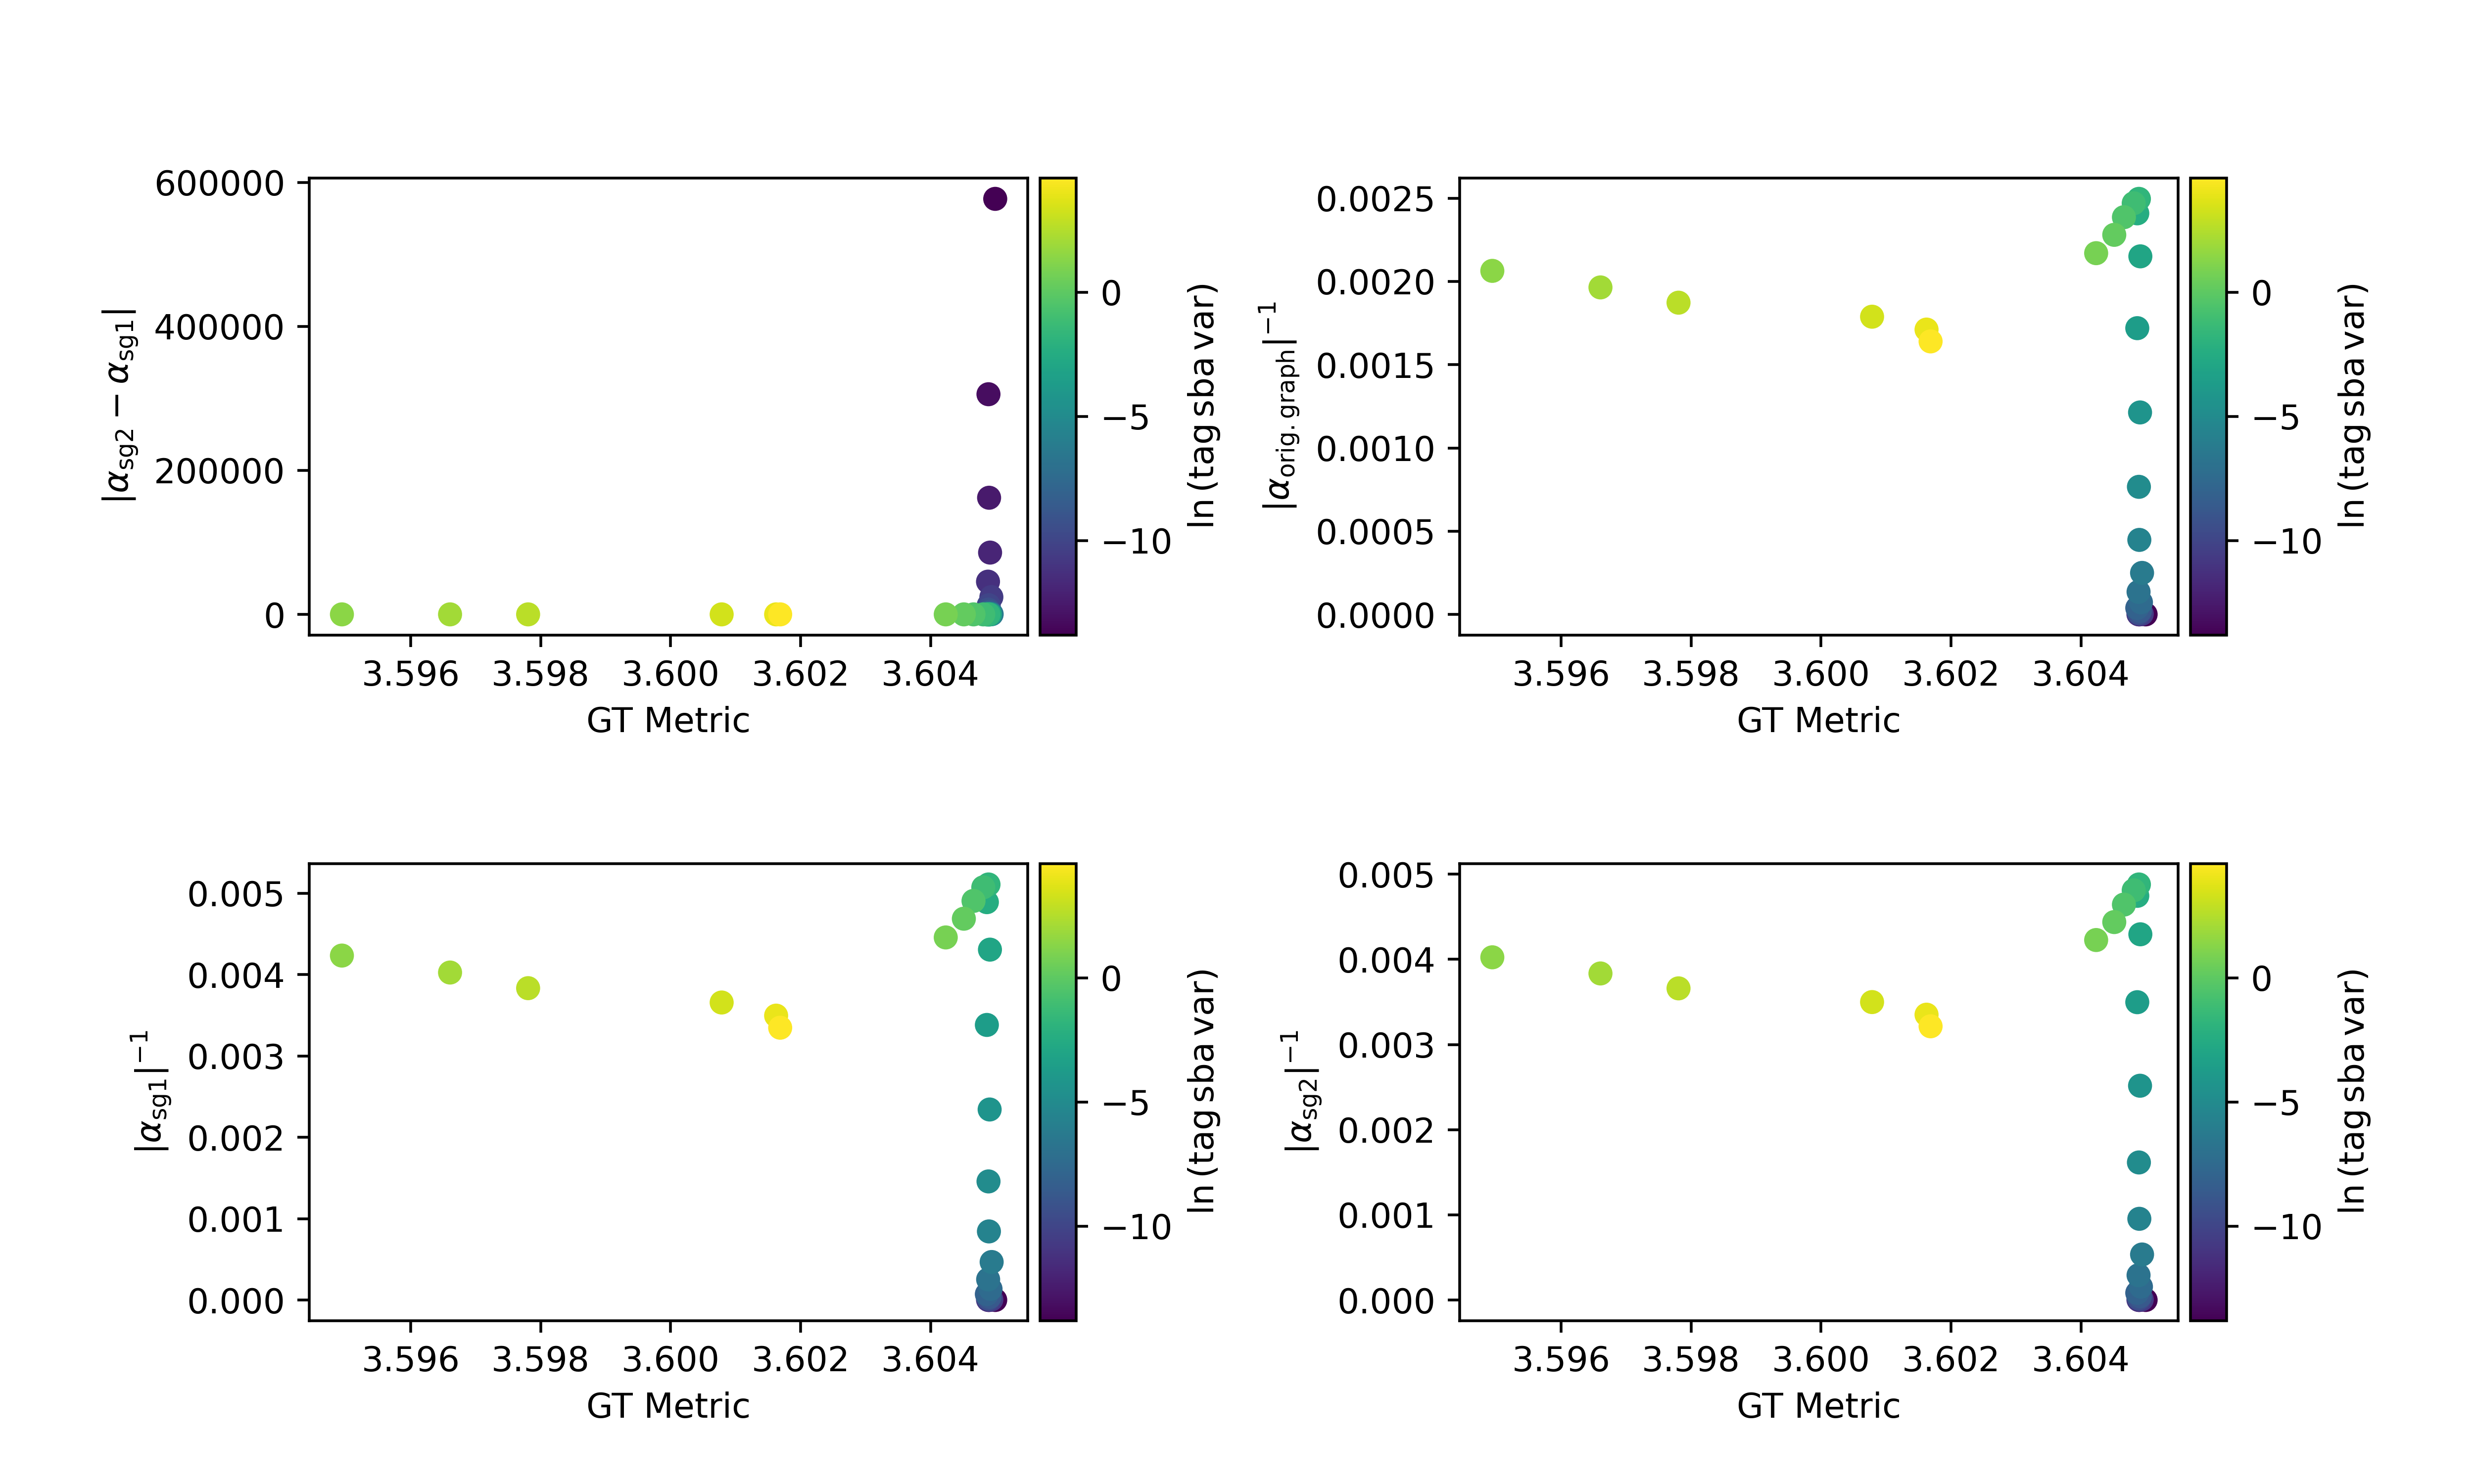 600000
400000
200000
0
|α_sg2 − α_sg1|
3.596 3.598 3.600 3.602 3.604
GT Metric
0
−5
−10
ln (tag sba var)
0.0025
0.0020
0.0015
0.0010
0.0005
0.0000
|α_orig. graph|⁻¹
3.596 3.598 3.600 3.602 3.604
GT Metric
0
−5
−10
ln (tag sba var)
0.005
0.004
0.003
0.002
0.001
0.000
|α_sg1|⁻¹
3.596 3.598 3.600 3.602 3.604
GT Metric
0
−5
−10
ln (tag sba var)
0.005
0.004
0.003
0.002
0.001
0.000
|α_sg2|⁻¹
3.596 3.598 3.600 3.602 3.604
GT Metric
0
−5
−10
ln (tag sba var)